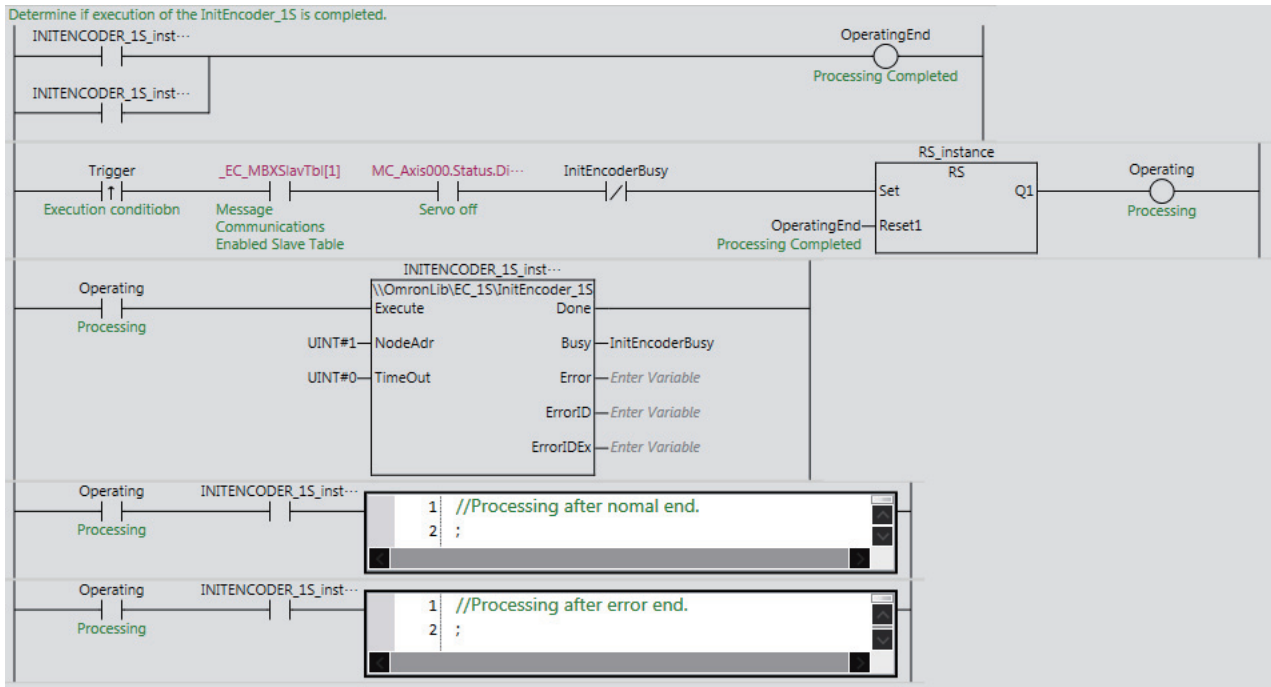 Determine if execution of the InitEncoder_1S is completed.
INITENCODER_1S_inst···
OperatingEnd
Processing Completed
INITENCODER_1S_inst···
RS_instance
Trigger
_EC_MBXSlavTbl[1]
MC_Axis000.Status.Di···
InitEncoderBusy
RS
Operating
Set
Q1
Execution conditiobn
Message
Communications
Enabled Slave Table
Servo off
Processing
OperatingEnd
Reset1
Processing Completed
INITENCODER_1S_inst···
Operating
\\OmronLib\EC_1S\InitEncoder_1S
Execute
Done
Processing
UINT#1
NodeAdr
Busy
InitEncoderBusy
UINT#0
TimeOut
Error
Enter Variable
ErrorID
Enter Variable
ErrorIDEx
Enter Variable
Operating
INITENCODER_1S_inst···
Processing
1 //Processing after nomal end.
2 ;
Operating
INITENCODER_1S_inst···
Processing
1 //Processing after error end.
2 ;